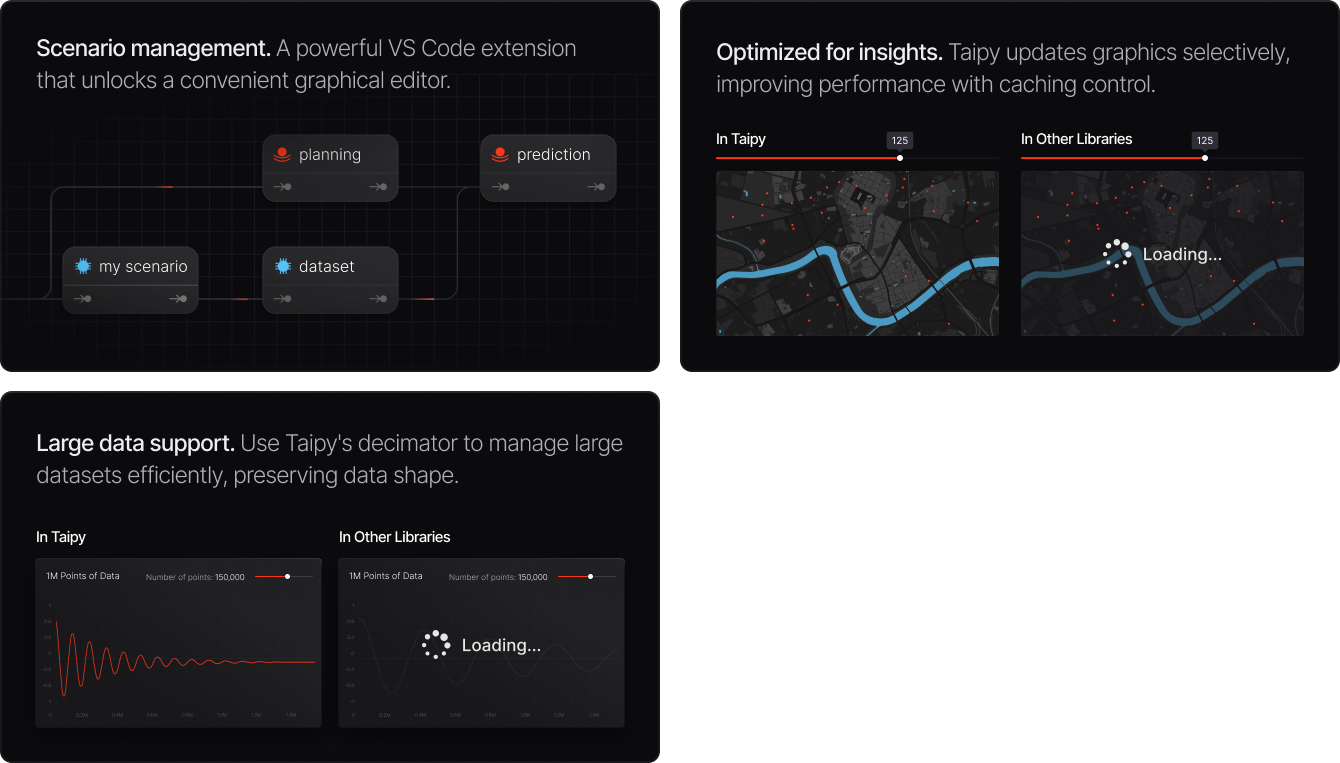 Scenario management. A powerful VS Code extension
that unlocks a convenient graphical editor.
planning
prediction
my scenario
dataset
Optimized for insights. Taipy updates graphics selectively,
improving performance with caching control.
In Taipy
125
In Other Libraries
125
Loading...
Large data support. Use Taipy's decimator to manage large
datasets efficiently, preserving data shape.
In Taipy
In Other Libraries
1M Points of Data
Number of points: 150,000
1M Points of Data
Number of points: 150,000
Loading...